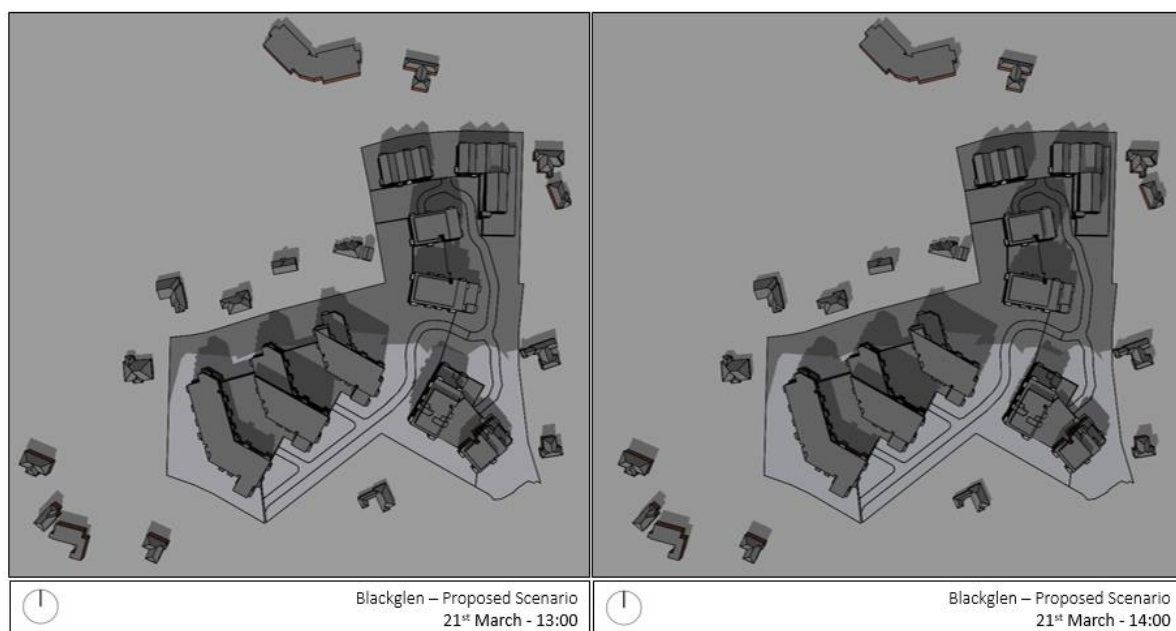 Blackglen – Proposed Scenario
21st March - 13:00
Blackglen – Proposed Scenario
21st March - 14:00